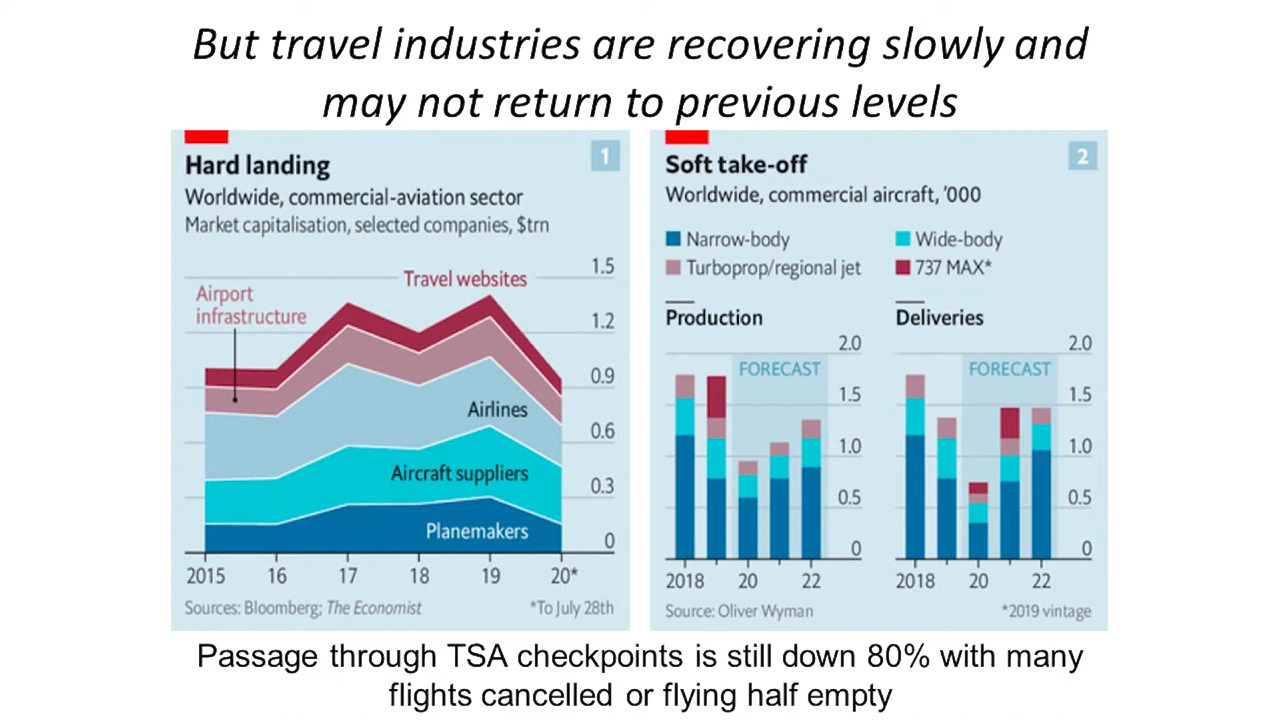 But travel industries are recovering slowly and
may not return to previous levels
Hard landing
1
Worldwide, commercial-aviation sector
Market capitalisation, selected companies, $trn
1.5
Travel websites
Airport
infrastructure
1.2
0.9
Airlines
0.6
Aircraft suppliers
0.3
Planemakers
0
2015 16 17 18 19 20*
Sources: Bloomberg; The Economist *To July 28th
Soft take-off
2
Worldwide, commercial aircraft, ’000
Narrow-body Wide-body
Turboprop/regional jet 737 MAX*
Production
2.0
FORECAST
1.5
1.0
0.5
0
2018 20 22
Deliveries
2.0
FORECAST
1.5
1.0
0.5
0
2018 20 22
Source: Oliver Wyman *2019 vintage
Passage through TSA checkpoints is still down 80% with many
flights cancelled or flying half empty